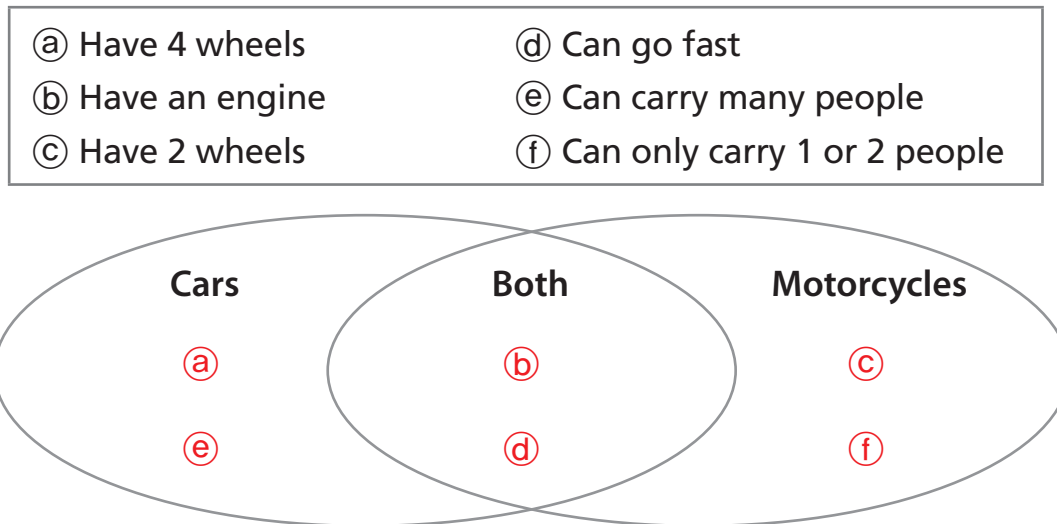 ⓐ Have 4 wheels ⓓ Can go fast
ⓑ Have an engine ⓔ Can carry many people
ⓒ Have 2 wheels ⓕ Can only carry 1 or 2 people
Cars Both Motorcycles
ⓐ ⓑ ⓒ
ⓔ ⓓ ⓕ